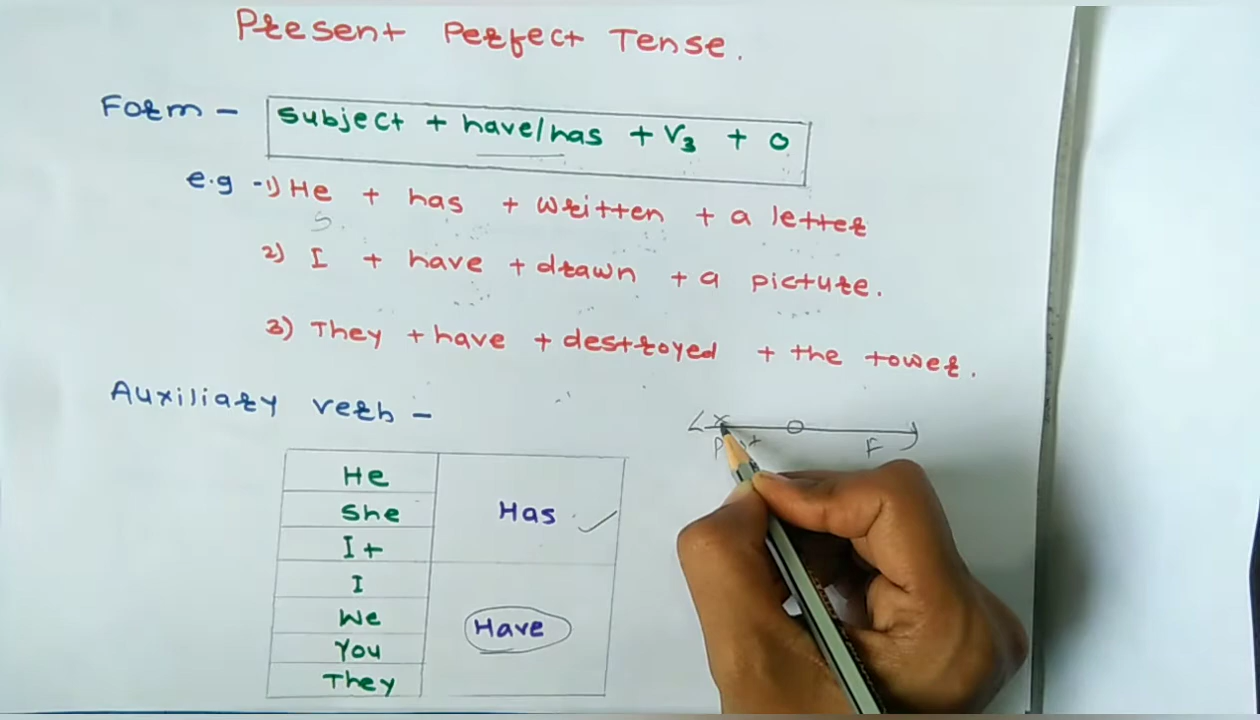 Present Perfect Tense.
Form - Subject + have/has + V3 + O
e.g - 1) He + has + written + a letter
S.
2) I + have + drawn + a picture.
3) They + have + destroyed + the tower.
Auxiliary verb -
He
She
Has
It
I
We
Have
You
They
F